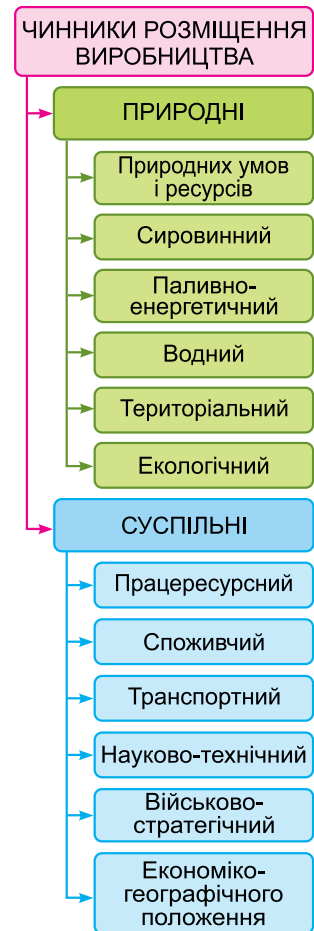 ЧИННИКИ РОЗМІЩЕННЯ
ВИРОБНИЦТВА
ПРИРОДНІ
Природних умов
і ресурсів
Сировинний
Паливно-
енергетичний
Водний
Територіальний
Екологічний
СУСПІЛЬНІ
Працересурсний
Споживчий
Транспортний
Науково-технічний
Військово-
стратегічний
Економіко-
географічного
положення